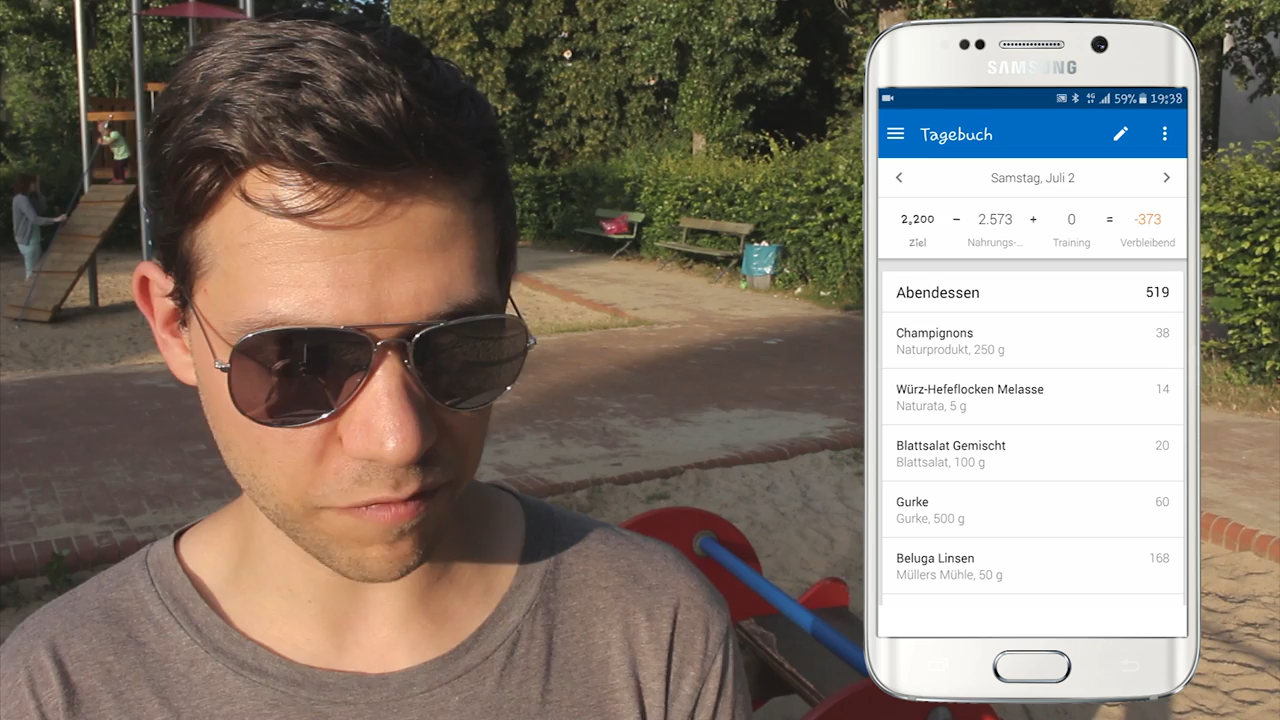 SAMSUNG
4G 59% 19:38
Tagebuch
Samstag, Juli 2
2,200 – 2.573 + 0 = -373
Ziel Nahrungs-... Training Verbleibend
Abendessen 519
Champignons 38
Naturprodukt, 250 g
Würz-Hefeflocken Melasse 14
Naturata, 5 g
Blattsalat Gemischt 20
Blattsalat, 100 g
Gurke 60
Gurke, 500 g
Beluga Linsen 168
Müllers Mühle, 50 g